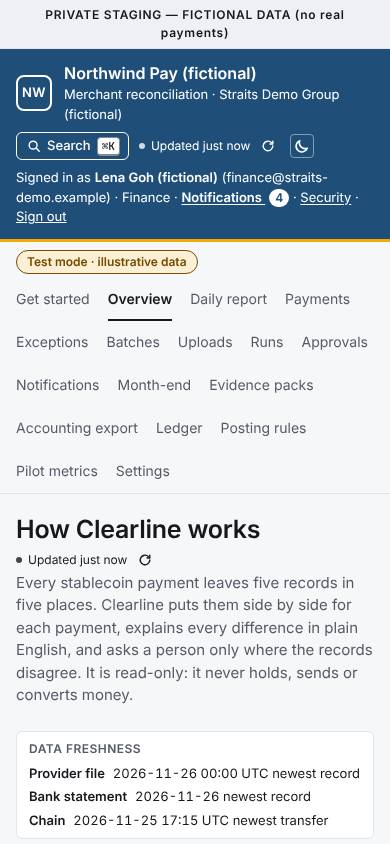 PRIVATE STAGING — FICTIONAL DATA (no real
payments)
NW
Northwind Pay (fictional)
Merchant reconciliation · Straits Demo Group
(fictional)
Search ⌘K
Updated just now
Signed in as Lena Goh (fictional) (finance@straits-
demo.example) · Finance · Notifications 4 · Security ·
Sign out
Test mode · illustrative data
Get started Overview Daily report Payments
Exceptions Batches Uploads Runs Approvals
Notifications Month-end Evidence packs
Accounting export Ledger Posting rules
Pilot metrics Settings
How Clearline works
Updated just now
Every stablecoin payment leaves five records in
five places. Clearline puts them side by side for
each payment, explains every difference in plain
English, and asks a person only where the records
disagree. It is read-only: it never holds, sends or
converts money.
DATA FRESHNESS
Provider file 2026-11-26 00:00 UTC newest record
Bank statement 2026-11-26 newest record
Chain 2026-11-25 17:15 UTC newest transfer